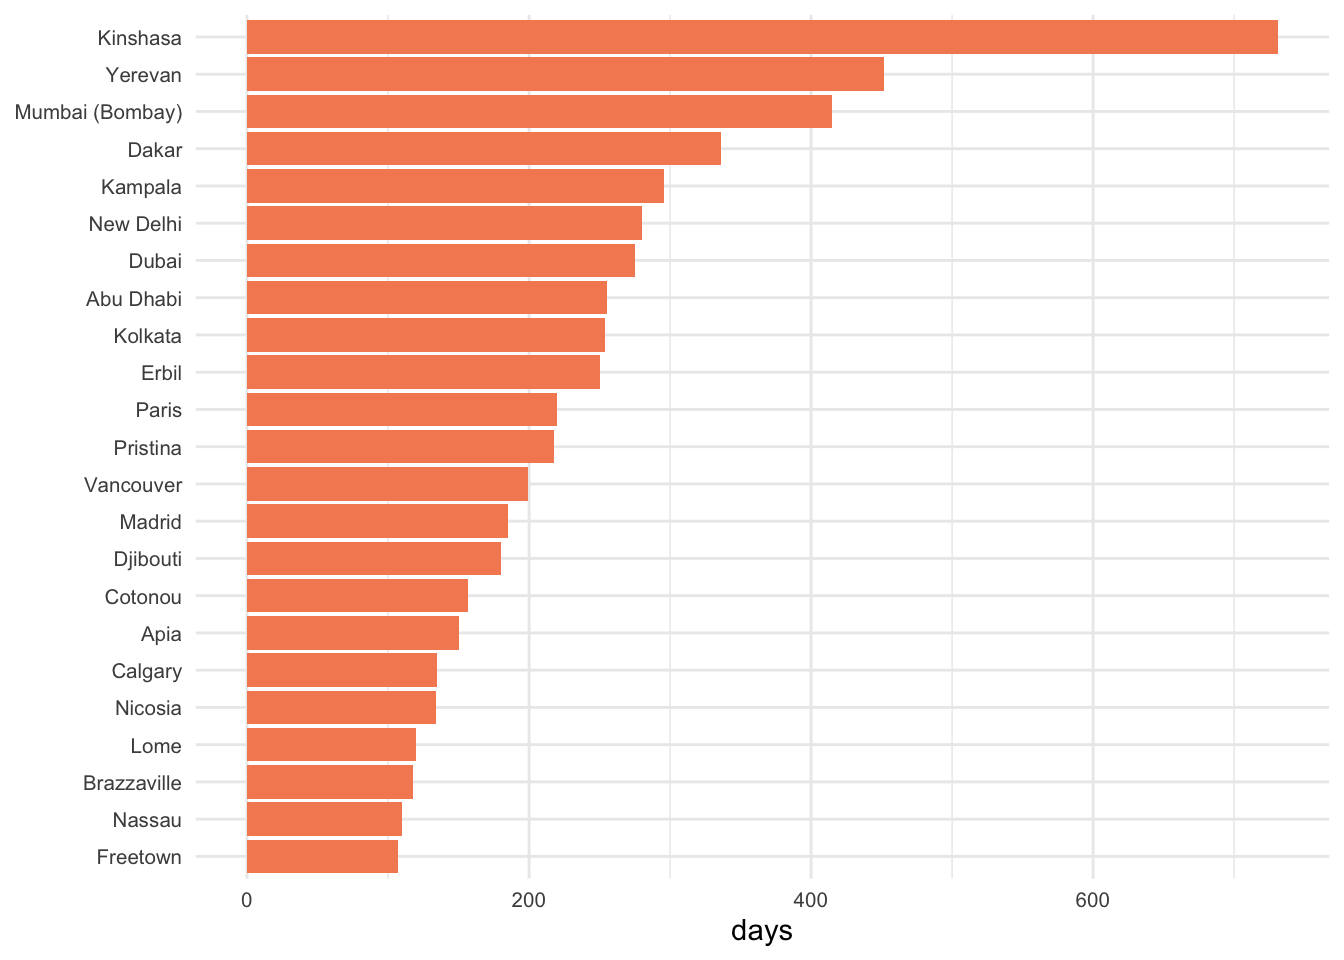 Kinshasa
Yerevan
Mumbai (Bombay)
Dakar
Kampala
New Delhi
Dubai
Abu Dhabi
Kolkata
Erbil
Paris
Pristina
Vancouver
Madrid
Djibouti
Cotonou
Apia
Calgary
Nicosia
Lome
Brazzaville
Nassau
Freetown
0 200 400 600
days